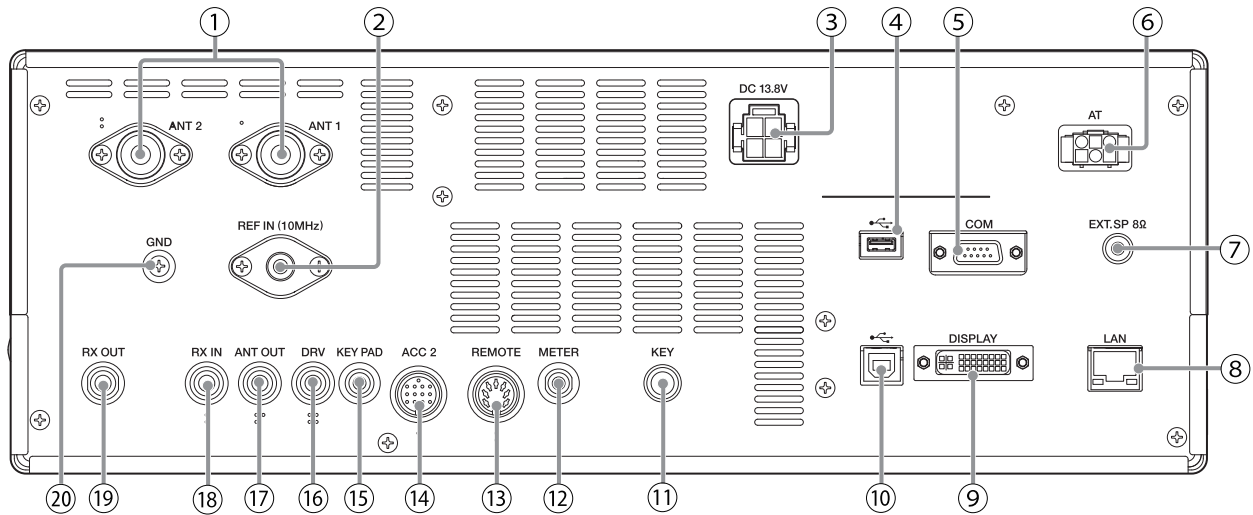 1 2 3 4 5 6
DC 13.8V
AT
ANT 2 ANT 1
REF IN (10MHz)
COM
EXT.SP 8Ω
GND
7
RX OUT RX IN ANT OUT DRV KEY PAD ACC 2 REMOTE METER KEY DISPLAY LAN
8
20 19 18 17 16 15 14 13 12 11 10 9